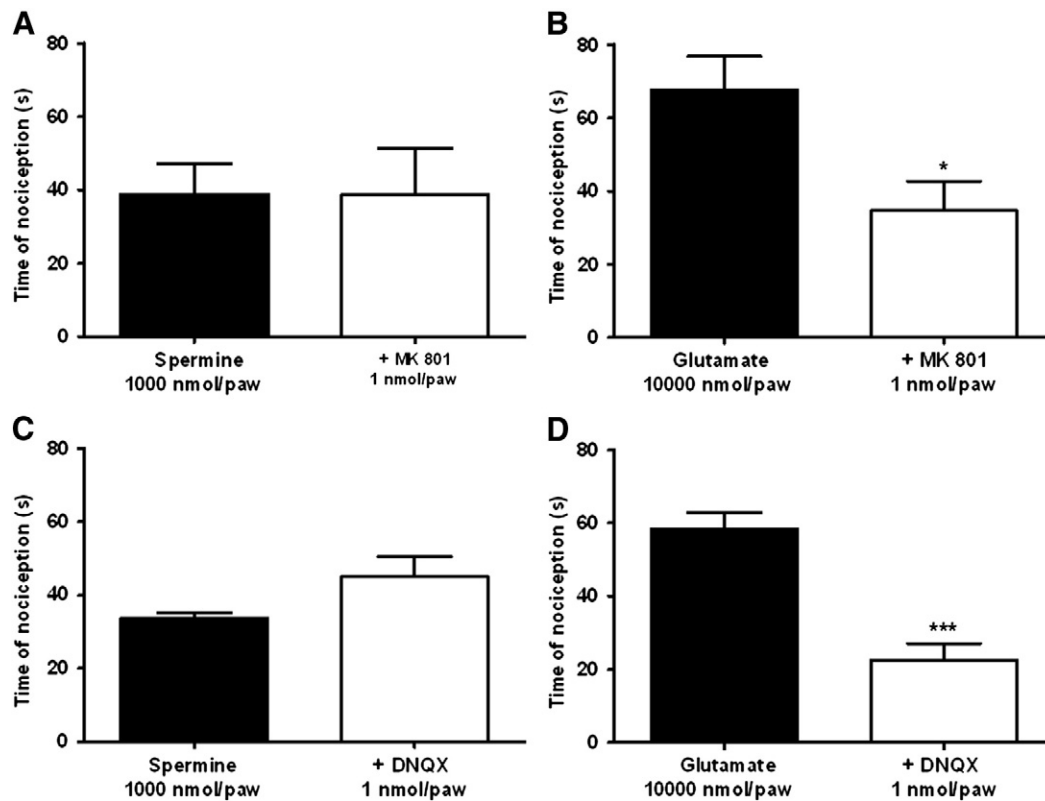 A
Time of nociception (s)
80
60
40
20
0
Spermine
1000 nmol/paw
+ MK 801
1 nmol/paw
B
Time of nociception (s)
80
60
40
20
0
*
Glutamate
10000 nmol/paw
+ MK 801
1 nmol/paw
C
Time of nociception (s)
80
60
40
20
0
Spermine
1000 nmol/paw
+ DNQX
1 nmol/paw
D
Time of nociception (s)
80
60
40
20
0
***
Glutamate
10000 nmol/paw
+ DNQX
1 nmol/paw